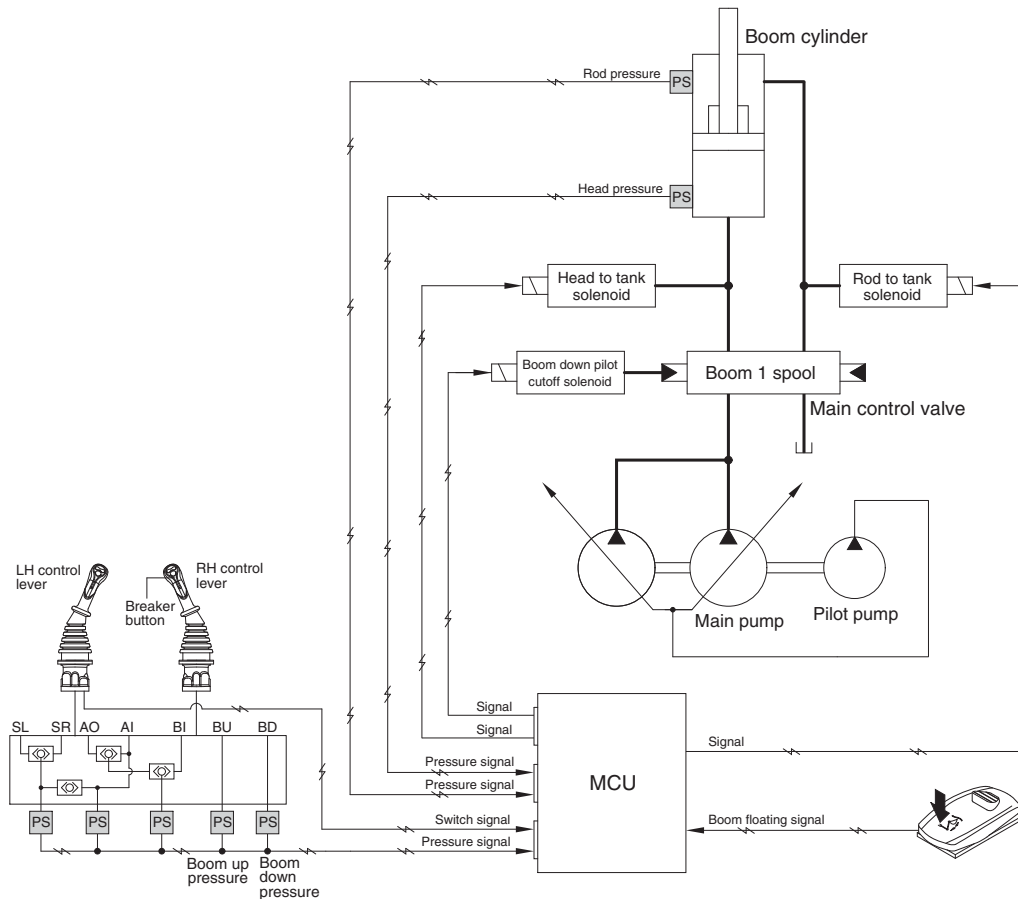 Boom cylinder
Rod pressure
PS
Head pressure
PS
Head to tank
solenoid
Rod to tank
solenoid
Boom down pilot
cutoff solenoid
Boom 1 spool
Main control valve
LH control
lever
RH control
lever
Breaker
button
Main pump
Pilot pump
SL
SR
AO
AI
BI
BU
BD
Signal
Signal
Signal
Pressure signal
Pressure signal
MCU
PS
PS
PS
PS
PS
Switch signal
Boom floating signal
Pressure signal
Boom up
pressure
Boom
down
pressure